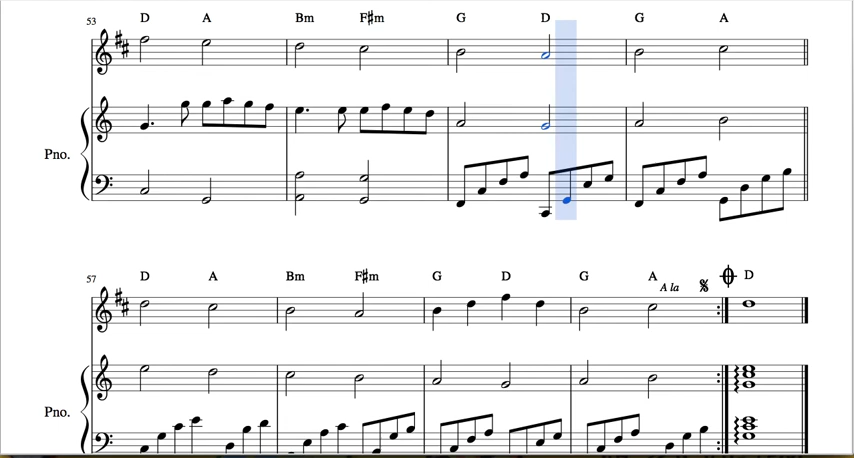 53
D A Bm F♯m G D G A
Pno.
57
D A Bm F♯m G D G A A la D
Pno.